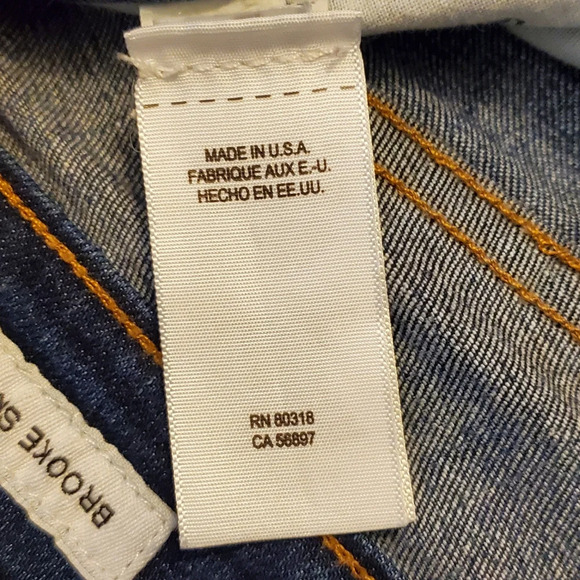 MADE IN U.S.A.
FABRIQUE AUX E.-U.
HECHO EN EE.UU.
RN 80318
CA 56897
BROOKE